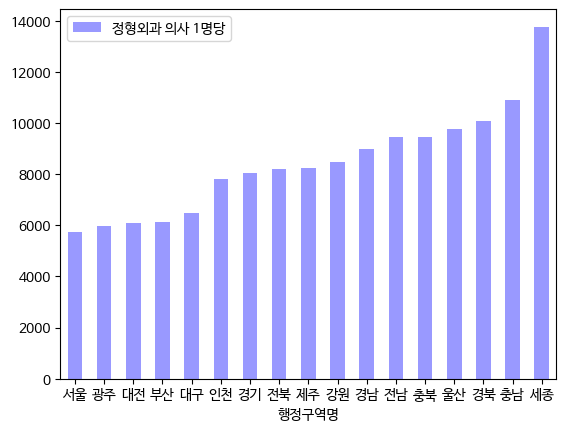 정형외과 의사 1명당
14000
12000
10000
8000
6000
4000
2000
0
서울 광주 대전 부산 대구 인천 경기 전북 제주 강원 경남 전남 충북 울산 경북 충남 세종
행정구역명